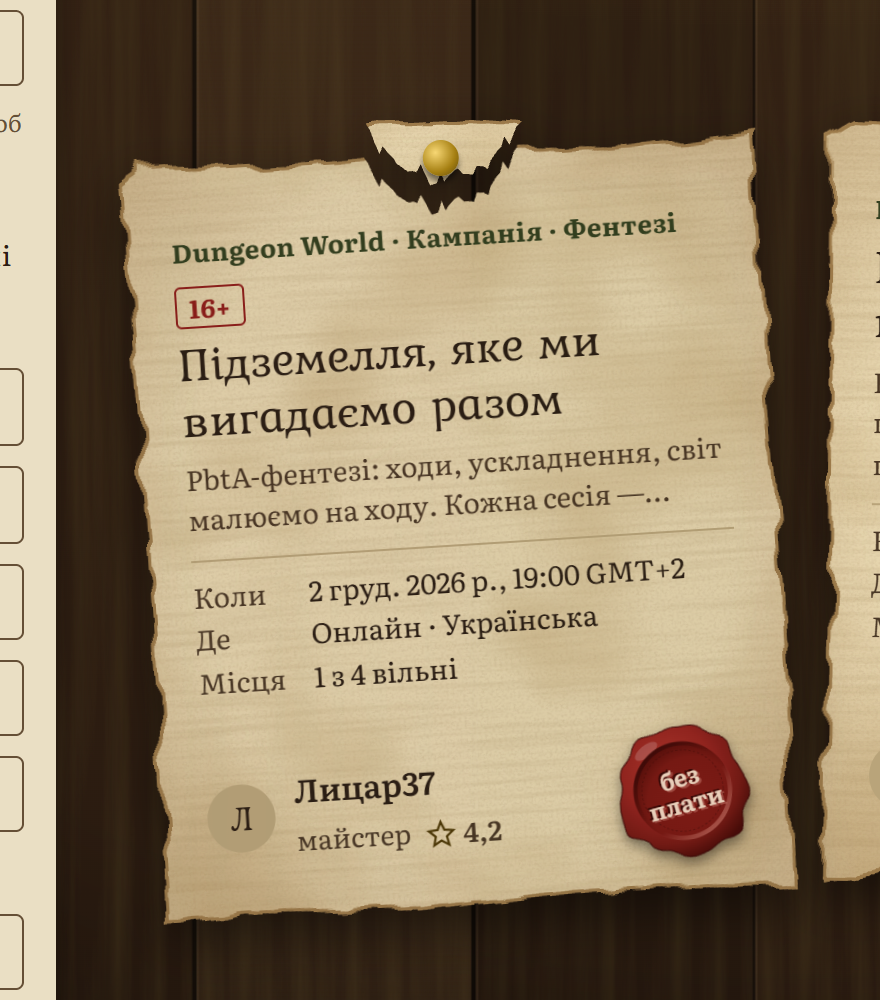 об
і
Dungeon World · Кампанія · Фентезі
16+
Підземелля, яке ми
вигадаємо разом
PbtA-фентезі: ходи, ускладнення, світ
малюємо на ходу. Кожна сесія —...
Коли 2 груд. 2026 р., 19:00 GMT+2
Де Онлайн · Українська
Місця 1 з 4 вільні
Л
Лицар37
майстер ☆ 4,2
без
плати